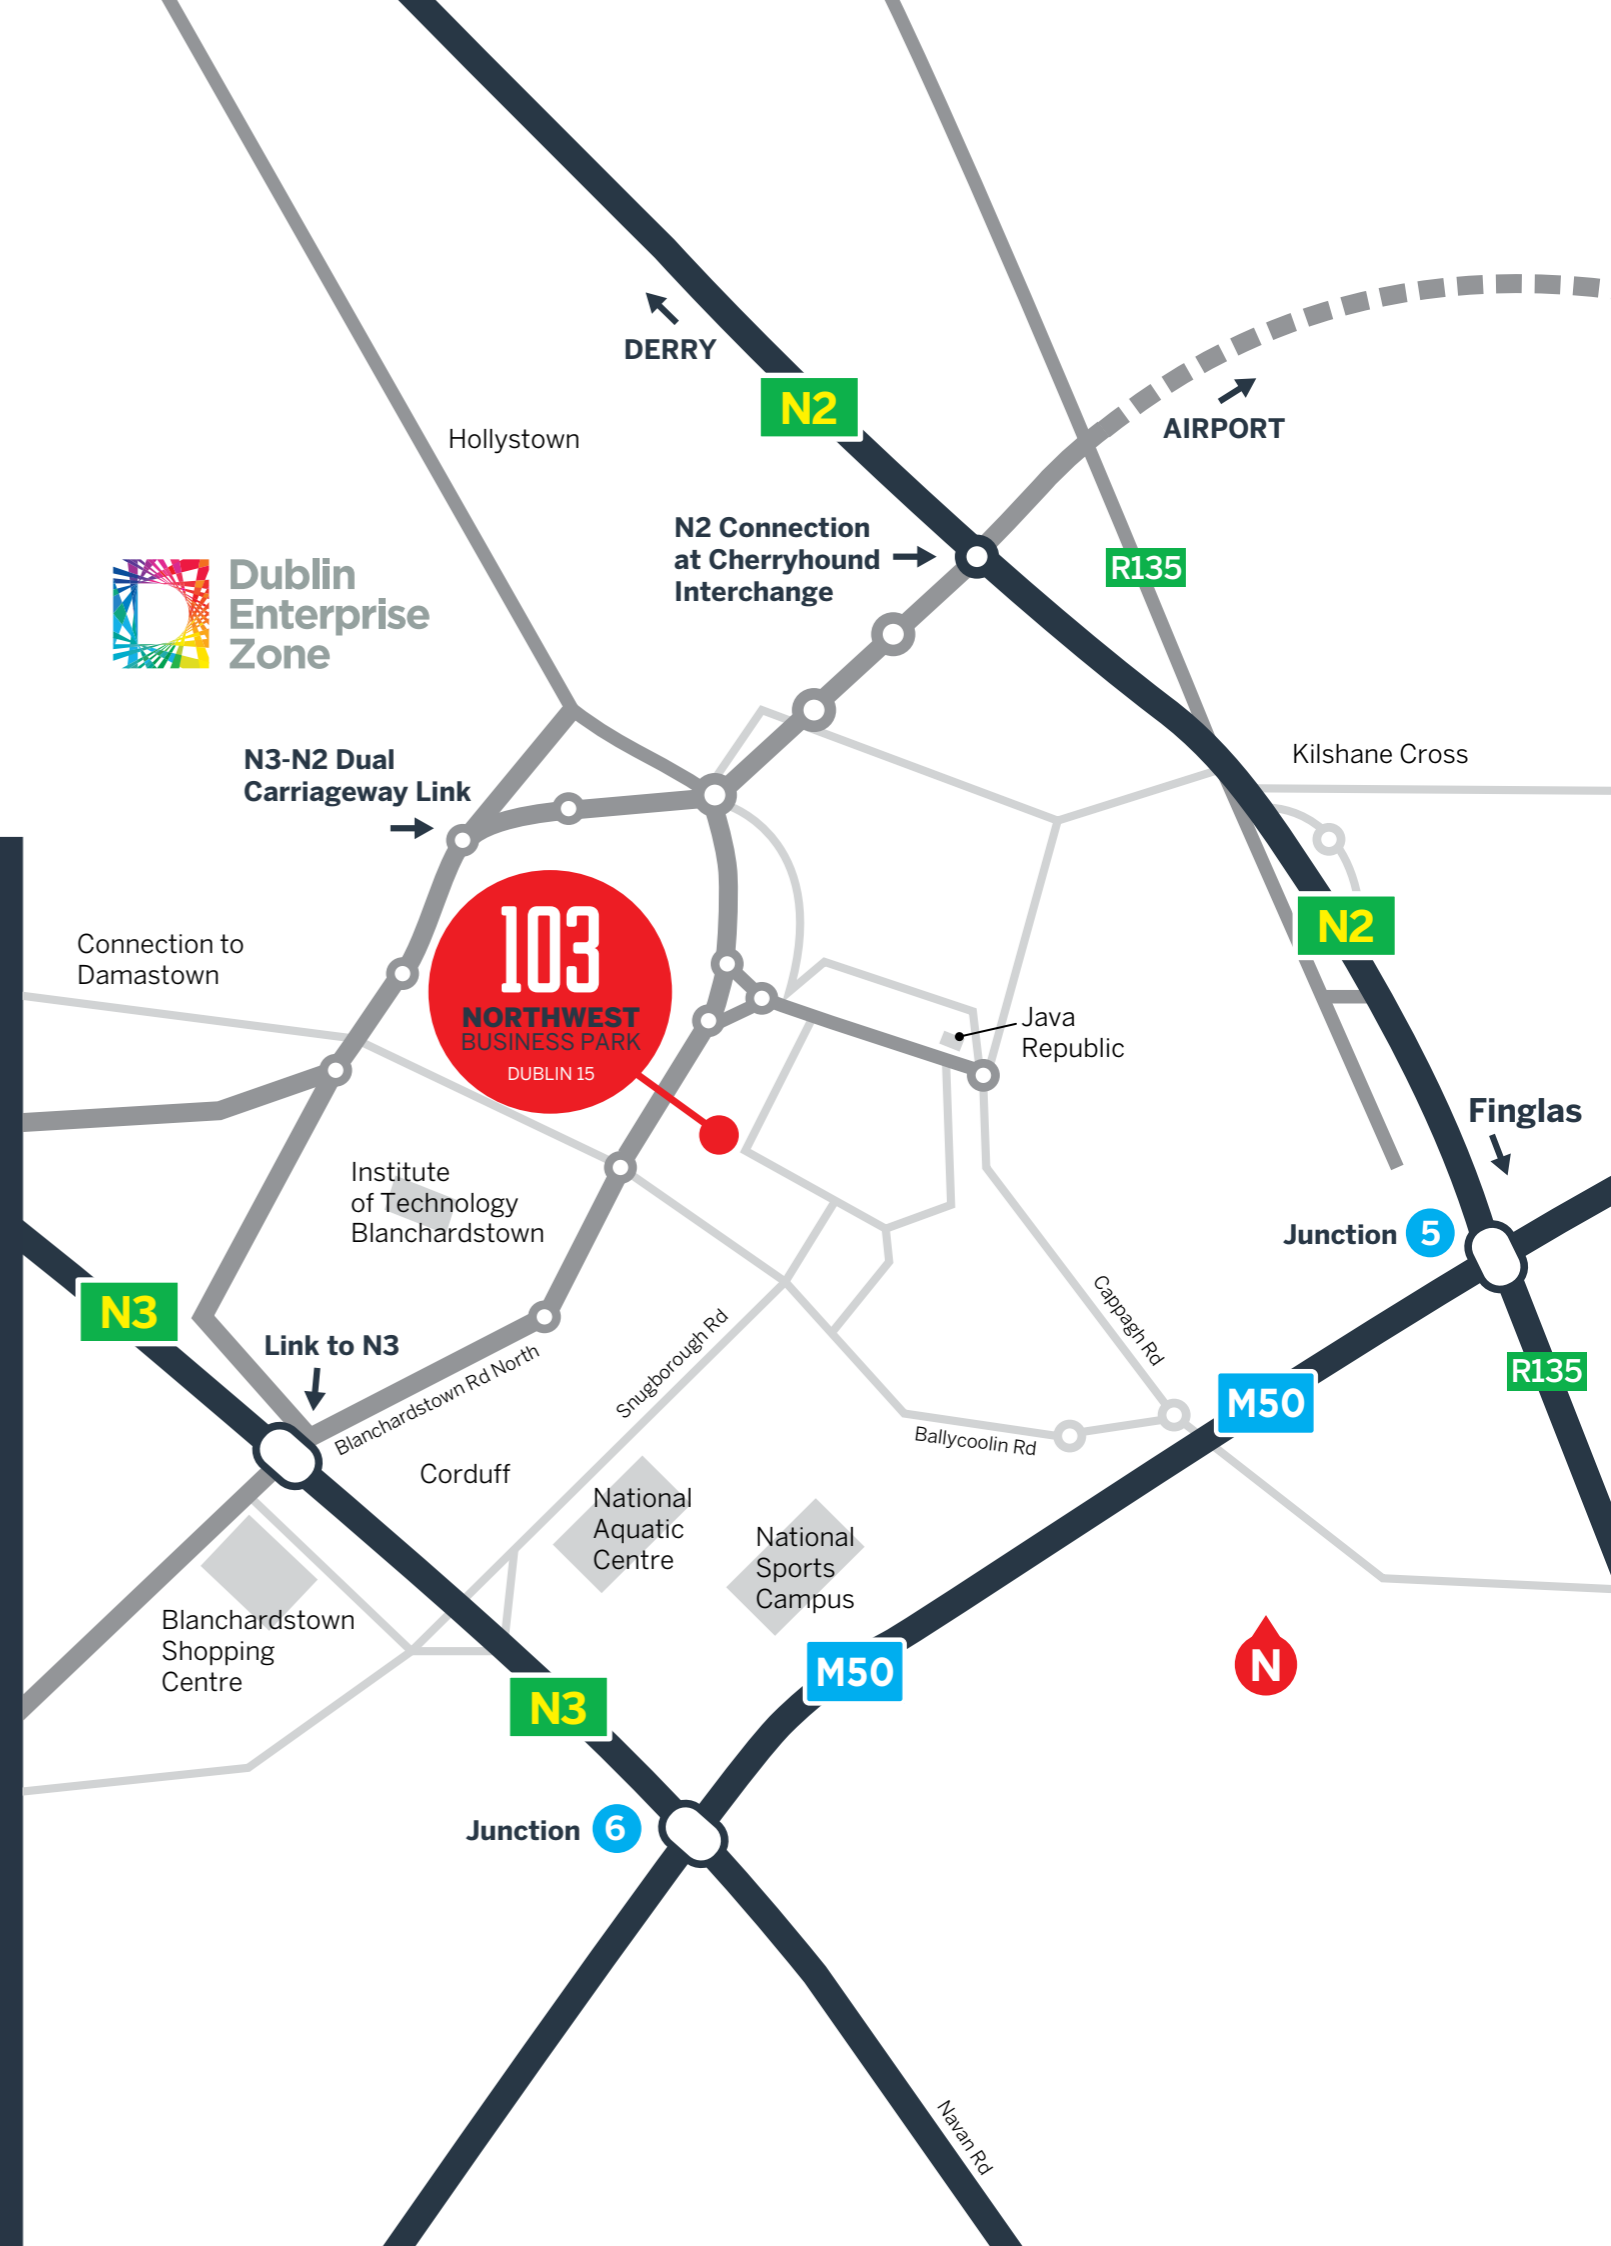 DERRY
N2
AIRPORT
Hollystown
N2 Connection
at Cherryhound
Interchange
R135
Dublin
Enterprise
Zone
N3-N2 Dual
Carriageway Link
Kilshane Cross
103
NORTHWEST
BUSINESS PARK
DUBLIN 15
N2
Connection to
Damastown
Java
Republic
Finglas
Institute
of Technology
Blanchardstown
Junction 5
N3
Link to N3
Blanchardstown Rd North
Snugborough Rd
Cappagh Rd
R135
M50
Ballycoolin Rd
Corduff
National
Aquatic
Centre
National
Sports
Campus
Blanchardstown
Shopping
Centre
M50
N
N3
Junction 6
Navan Rd